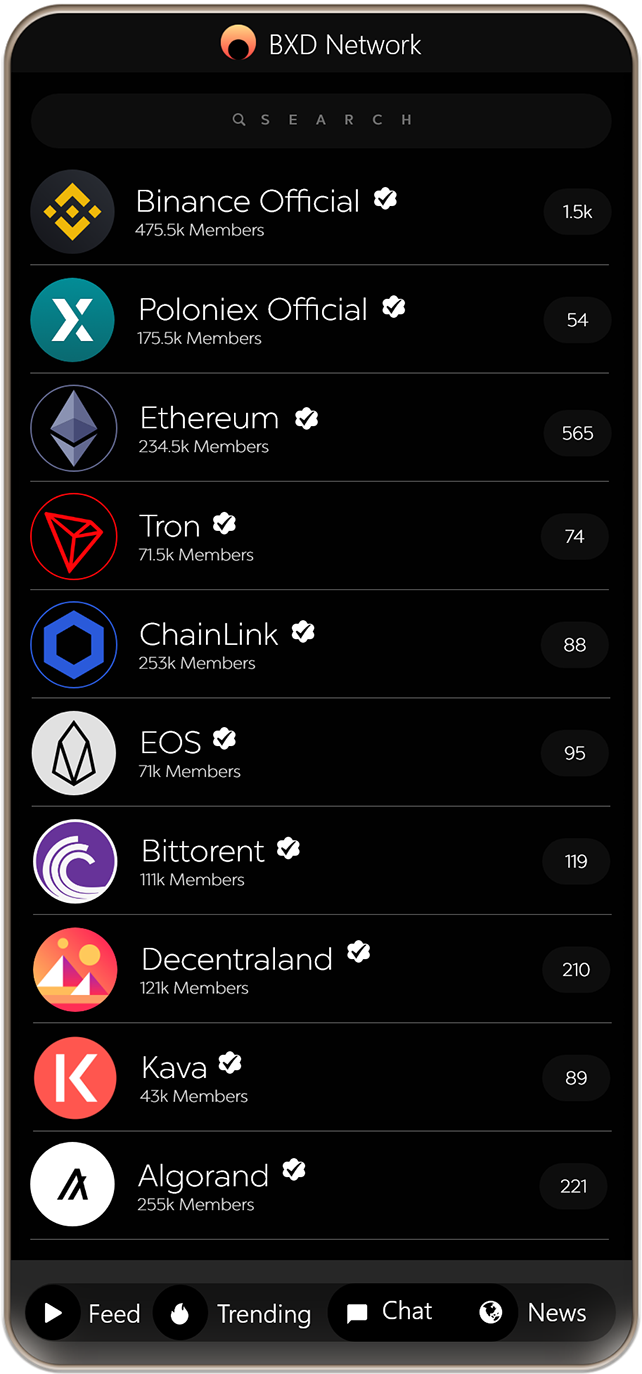 BXD Network
SEARCH
Binance Official
475.5k Members
1.5k
Poloniex Official
175.5k Members
54
Ethereum
234.5k Members
565
Tron
71.5k Members
74
ChainLink
253k Members
88
EOS
71k Members
95
Bittorent
111k Members
119
Decentraland
121k Members
210
Kava
43k Members
89
Algorand
255k Members
221
Feed Trending Chat News